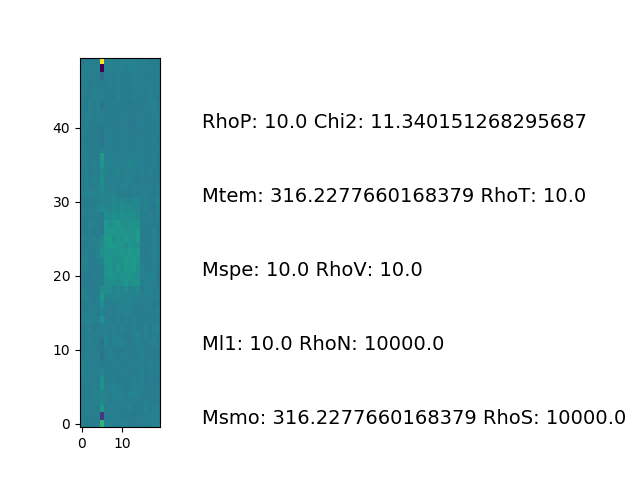 RhoP: 10.0 Chi2: 11.340151268295687
40
Mtem: 316.2277660168379 RhoT: 10.0
30
Mspe: 10.0 RhoV: 10.0
20
Ml1: 10.0 RhoN: 10000.0
10
Msmo: 316.2277660168379 RhoS: 10000.0
0
0 10